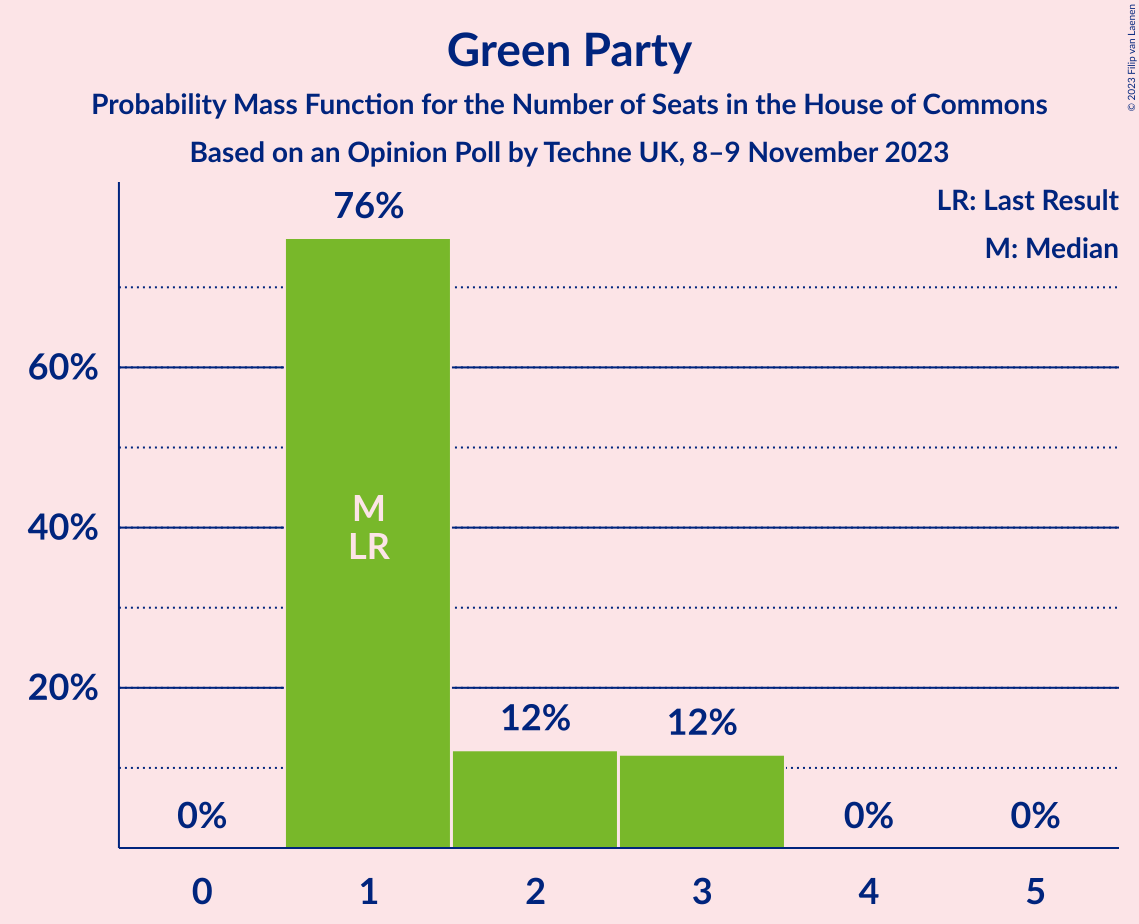 Green Party
Probability Mass Function for the Number of Seats in the House of Commons
Based on an Opinion Poll by Techne UK, 8–9 November 2023
© 2023 Filip van Laenen
LR: Last Result
M: Median
76%
60%
M
40%
LR
20%
12%
12%
0%
0%
0%
0
1
2
3
4
5